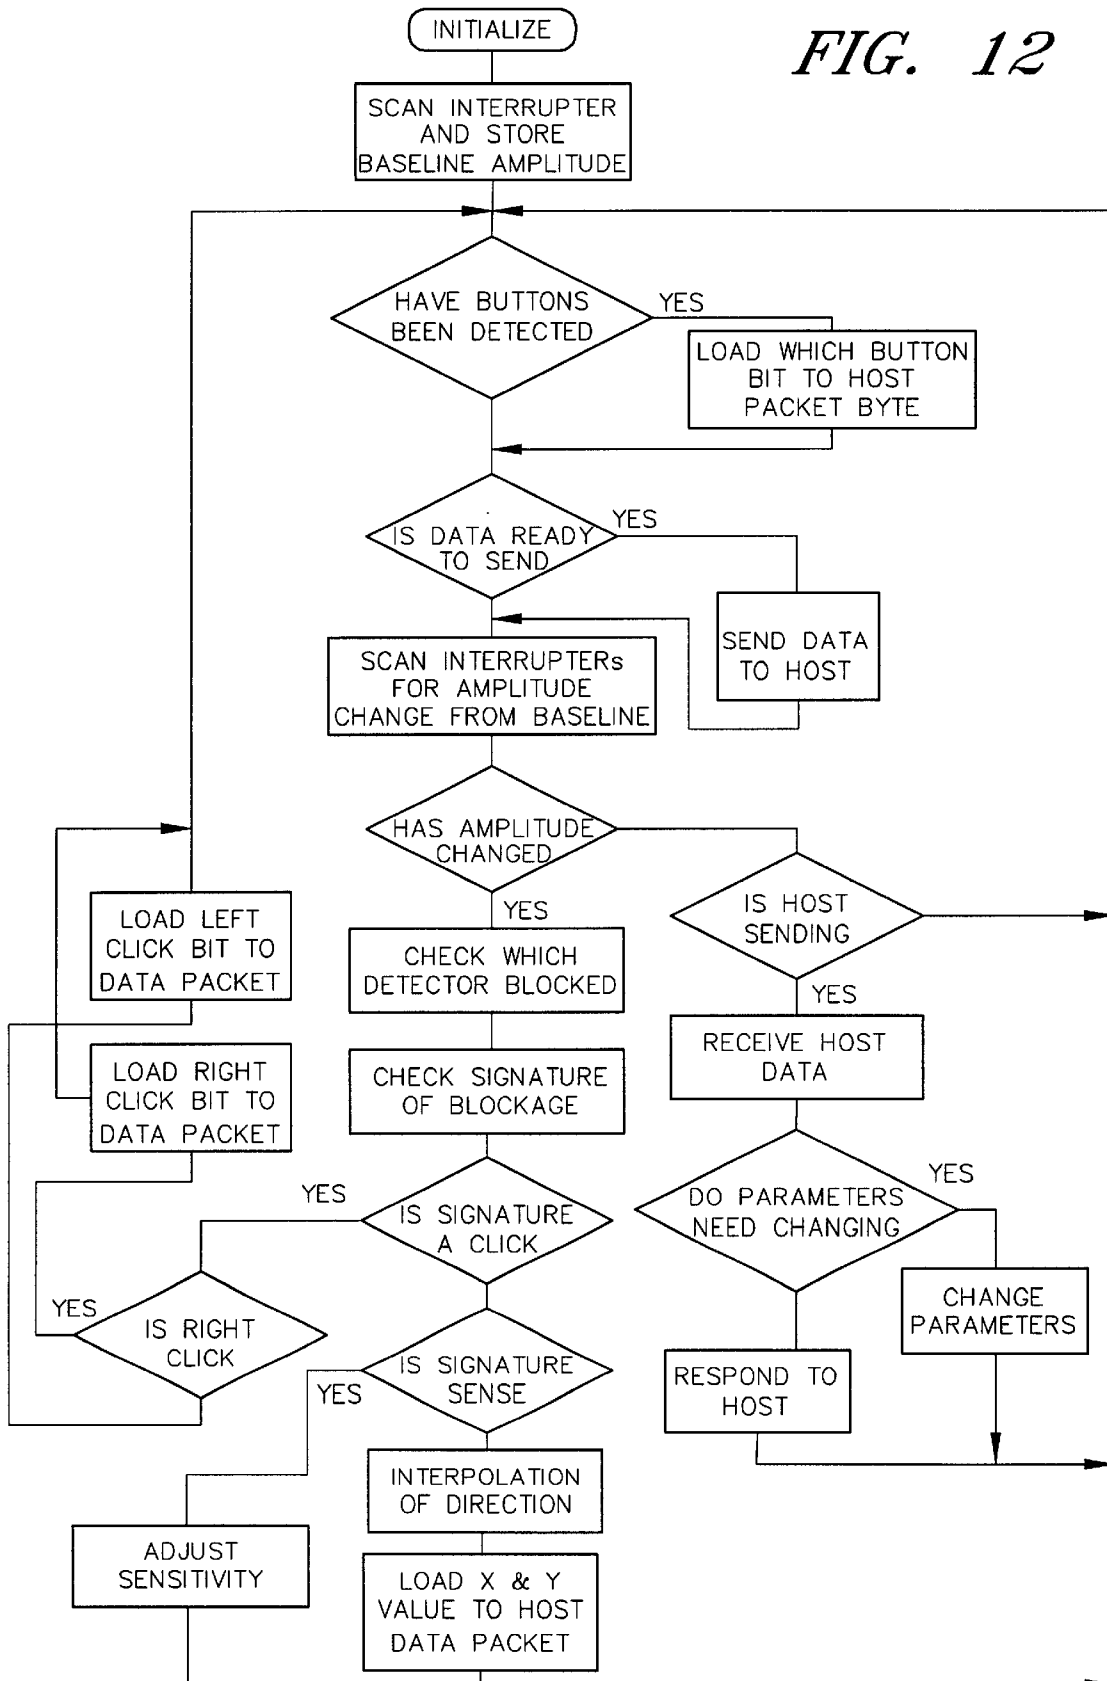 INITIALIZE
FIG. 12
SCAN INTERRUPTER
AND STORE
BASELINE AMPLITUDE
HAVE BUTTONS
BEEN DETECTED
YES
LOAD WHICH BUTTON
BIT TO HOST
PACKET BYTE
IS DATA READY
TO SEND
YES
SEND DATA
TO HOST
SCAN INTERRUPTERs
FOR AMPLITUDE
CHANGE FROM BASELINE
HAS AMPLITUDE
CHANGED
YES
IS HOST
SENDING
YES
LOAD LEFT
CLICK BIT TO
DATA PACKET
CHECK WHICH
DETECTOR BLOCKED
RECEIVE HOST
DATA
LOAD RIGHT
CLICK BIT TO
DATA PACKET
CHECK SIGNATURE
OF BLOCKAGE
YES
IS SIGNATURE
A CLICK
DO PARAMETERS
NEED CHANGING
YES
YES
IS RIGHT
CLICK
CHANGE
PARAMETERS
YES
IS SIGNATURE
SENSE
RESPOND TO
HOST
INTERPOLATION
OF DIRECTION
ADJUST
SENSITIVITY
LOAD X & Y
VALUE TO HOST
DATA PACKET